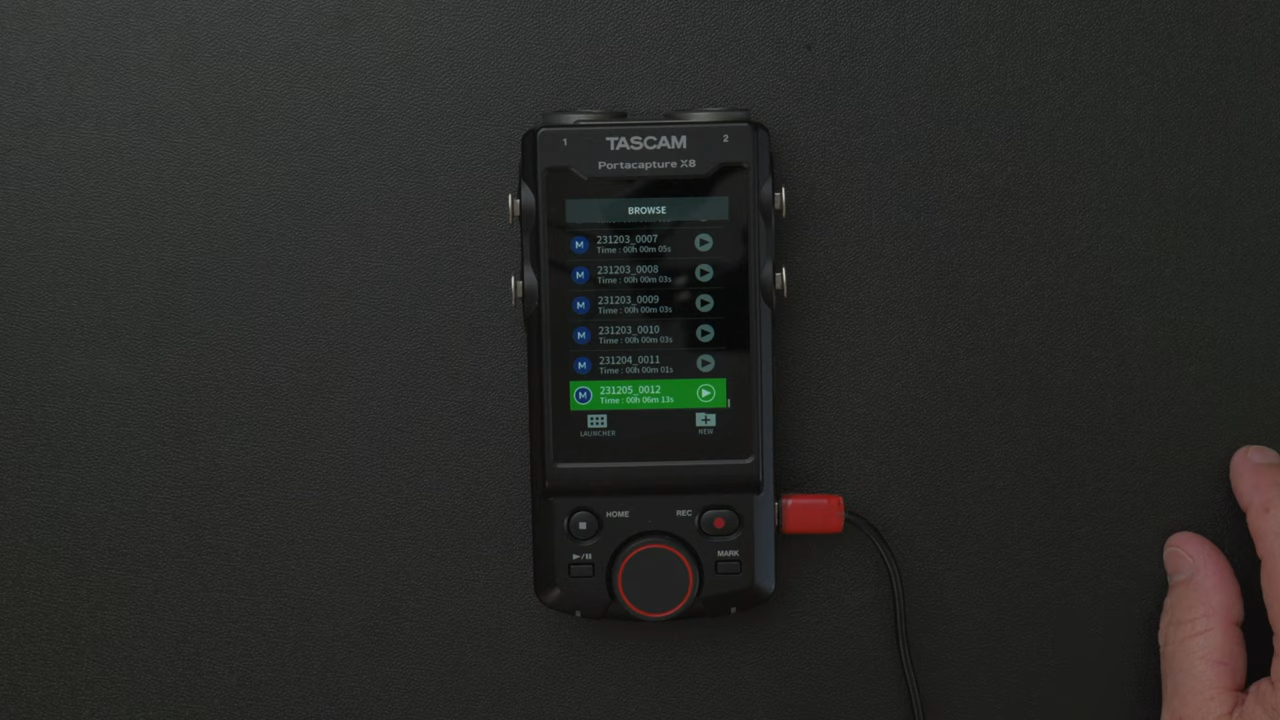 1 TASCAM 2
Portacapture X8
BROWSE
M 231203_0007
Time : 00h 00m 05s
M 231203_0008
Time : 00h 00m 03s
M 231203_0009
Time : 00h 00m 03s
M 231203_0010
Time : 00h 00m 03s
M 231204_0011
Time : 00h 00m 01s
M 231205_0012
Time : 00h 06m 13s
LAUNCHER NEW
HOME REC
MARK